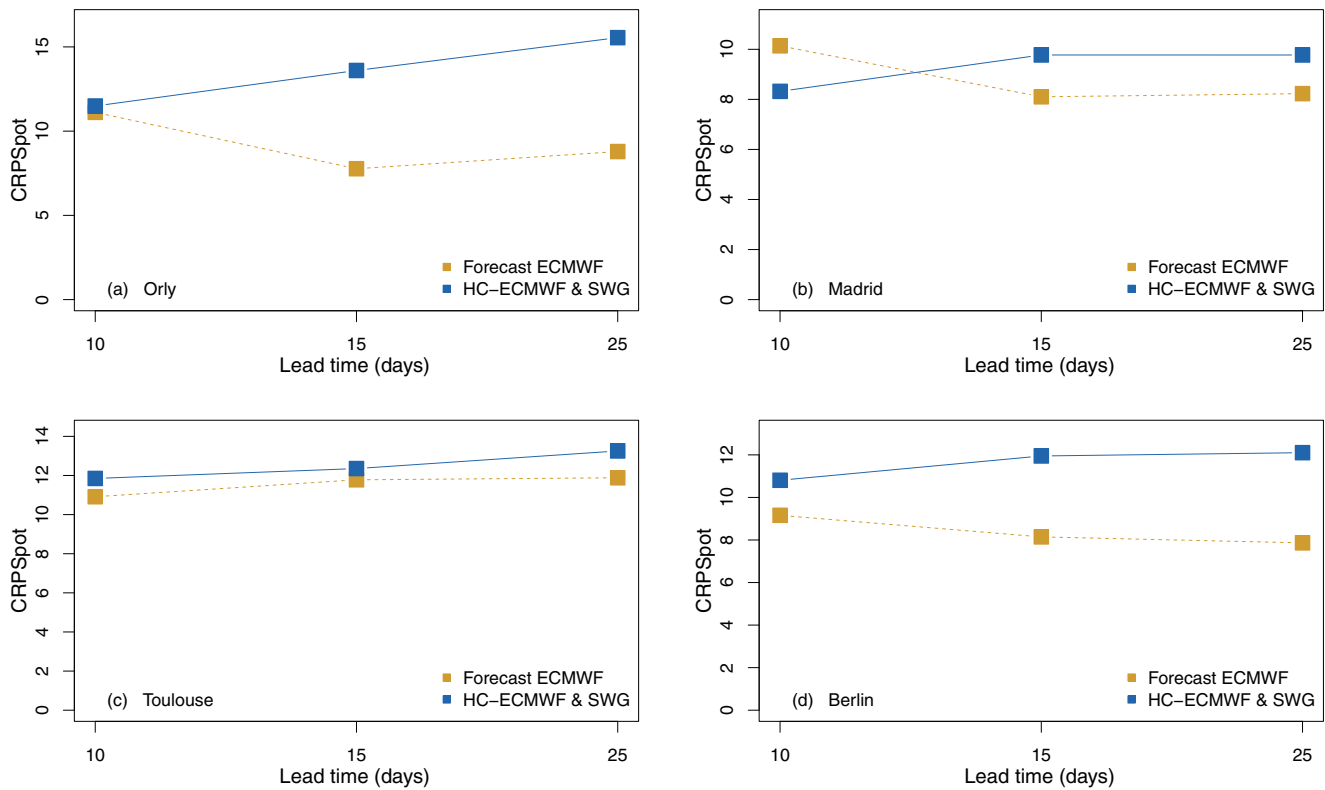 CRPSpot
15
10
5
0
(a) Orly
Forecast ECMWF
HC−ECMWF & SWG
10 15 25
Lead time (days)
CRPSpot
10
8
6
4
2
0
(b) Madrid
Forecast ECMWF
HC−ECMWF & SWG
10 15 25
Lead time (days)
CRPSpot
14
12
10
8
6
4
2
0
(c) Toulouse
Forecast ECMWF
HC−ECMWF & SWG
10 15 25
Lead time (days)
CRPSpot
12
10
8
6
4
2
0
(d) Berlin
Forecast ECMWF
HC−ECMWF & SWG
10 15 25
Lead time (days)